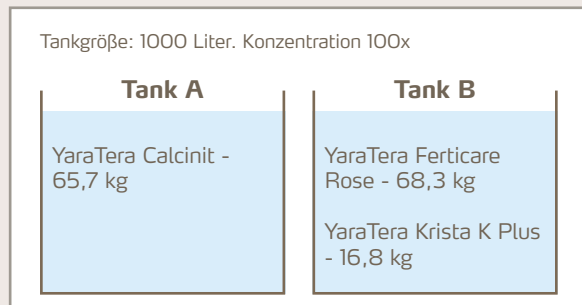 Tankgröße: 1000 Liter. Konzentration 100x
Tank A
YaraTera Calcinit -
65,7 kg
Tank B
YaraTera Ferticare
Rose - 68,3 kg
YaraTera Krista K Plus
- 16,8 kg